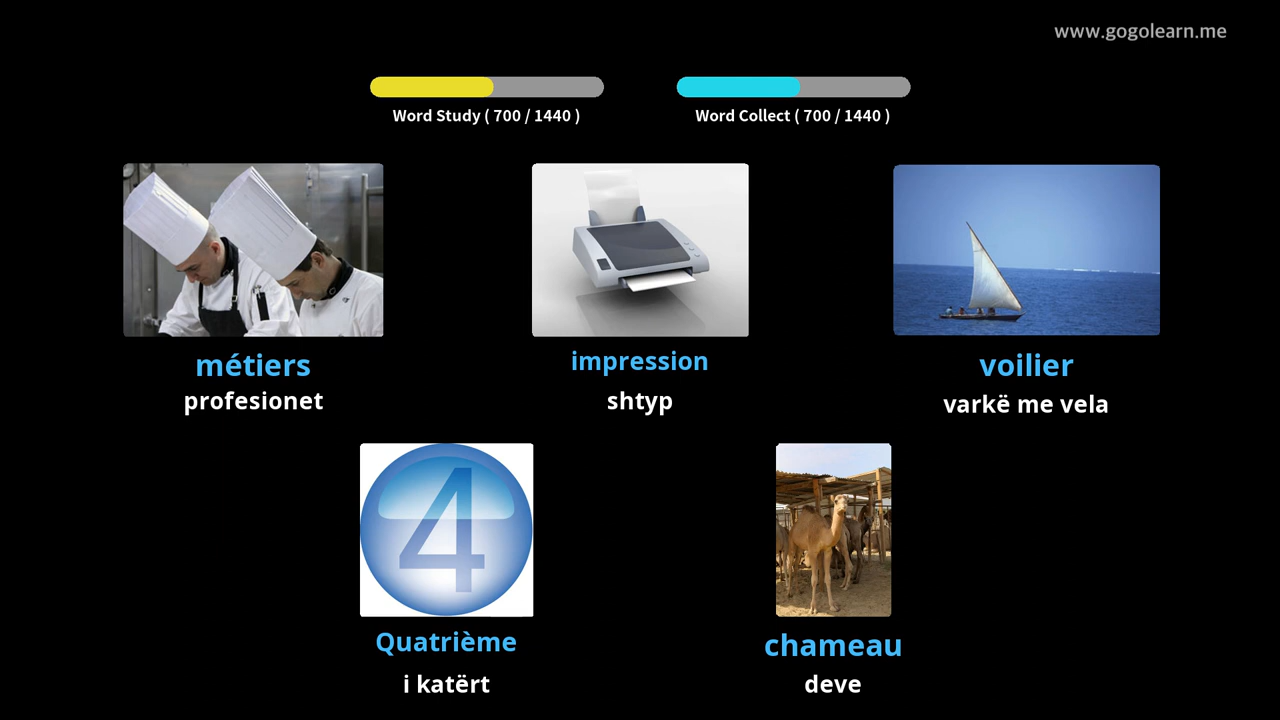 www.gogolearn.me
Word Study ( 700 / 1440 )
Word Collect ( 700 / 1440 )
métiers
profesionet
impression
shtyp
voilier
varkë me vela
4
Quatrième
i katërt
chameau
deve